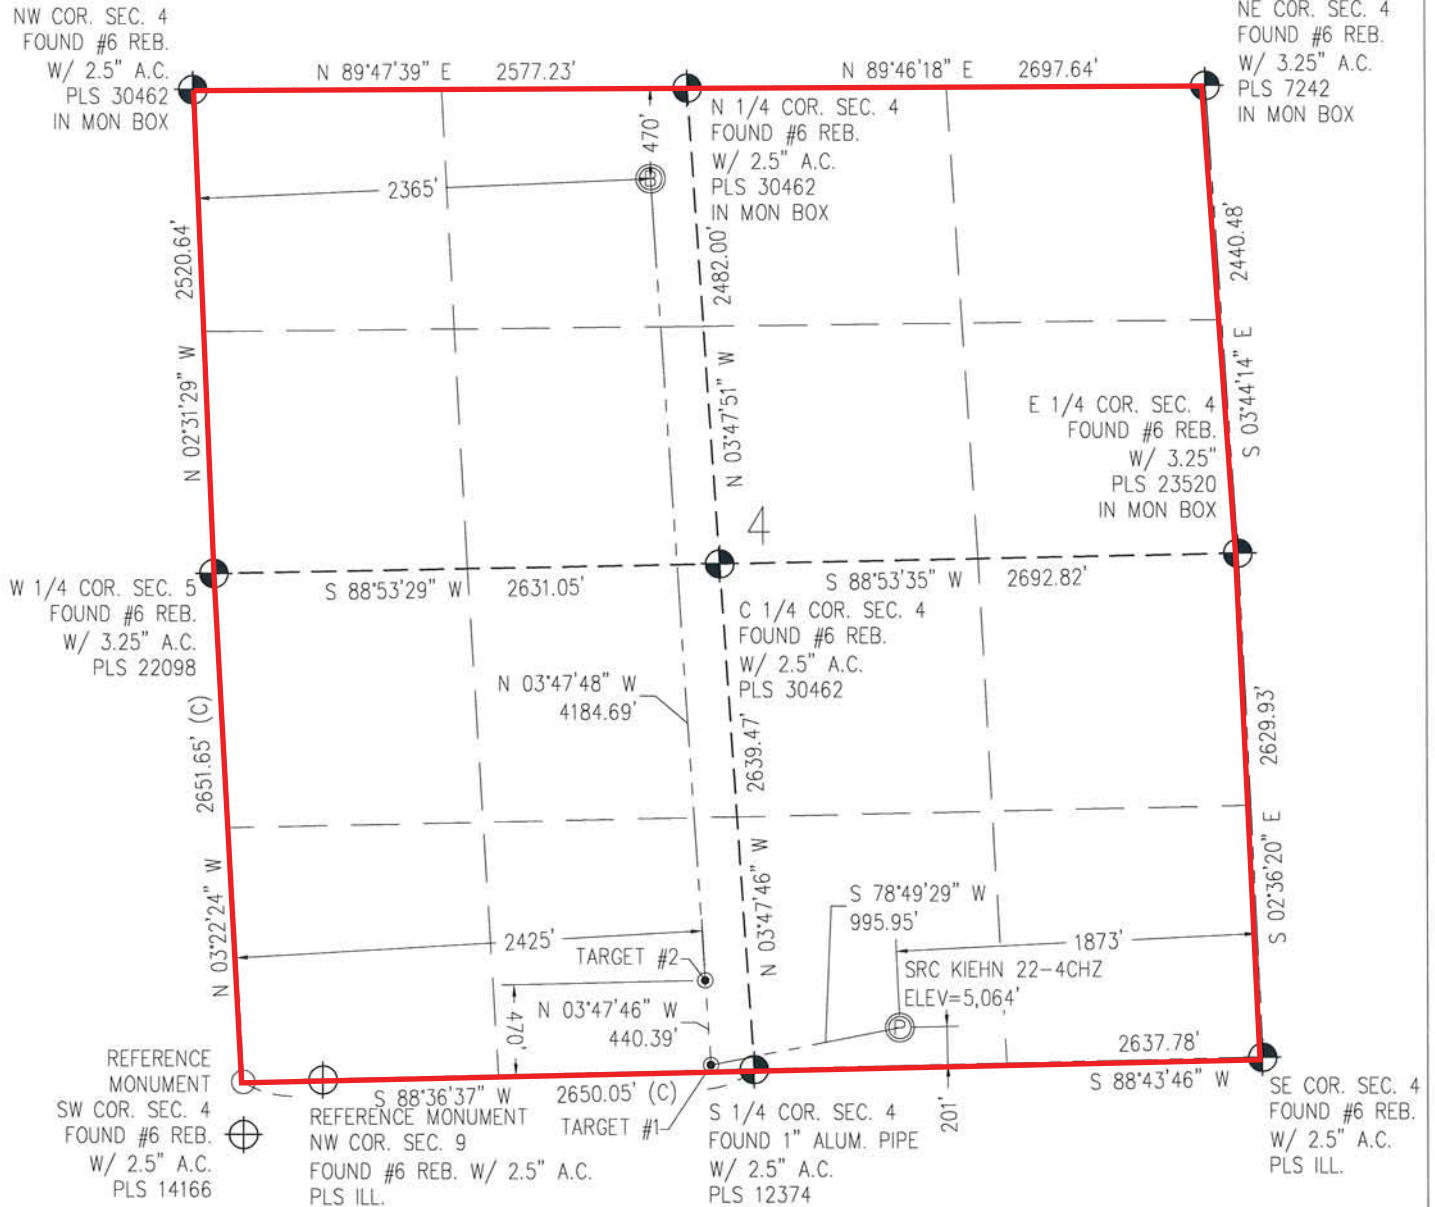 NW COR. SEC. 4
FOUND #6 REB.
W/ 2.5" A.C.
PLS 30462
IN MON BOX
N 89°47'39" E 2577.23'
N 89°46'18" E 2697.64'
NE COR. SEC. 4
FOUND #6 REB.
W/ 3.25" A.C.
PLS 7242
IN MON BOX
N 1/4 COR. SEC. 4
FOUND #6 REB.
W/ 2.5" A.C.
PLS 30462
IN MON BOX
470'
B
2365'
2520.64'
N 02°31'29" W
2482.00'
N 03°47'51" W
2440.48'
S 03°44'14" E
E 1/4 COR. SEC. 4
FOUND #6 REB.
W/ 3.25"
PLS 23520
IN MON BOX
4
W 1/4 COR. SEC. 5
FOUND #6 REB.
W/ 3.25" A.C.
PLS 22098
S 88°53'29" W 2631.05'
S 88°53'35" W 2692.82'
C 1/4 COR. SEC. 4
FOUND #6 REB.
W/ 2.5" A.C.
PLS 30462
N 03°47'48" W
4184.69'
2651.65' (C)
N 03°22'24" W
2639.47'
N 03°47'46" W
2629.93'
S 02°36'20" E
S 78°49'29" W
995.95'
2425'
TARGET #2
1873'
SRC KIEHN 22-4CHZ
ELEV=5,064'
P
N 03°47'46" W
440.39'
470'
201'
2637.78'
S 88°43'46" W
REFERENCE
MONUMENT
SW COR. SEC. 4
FOUND #6 REB.
W/ 2.5" A.C.
PLS 14166
S 88°36'37" W 2650.05' (C)
REFERENCE MONUMENT
NW COR. SEC. 9
FOUND #6 REB. W/ 2.5" A.C.
PLS ILL.
TARGET #1
S 1/4 COR. SEC. 4
FOUND 1" ALUM. PIPE
W/ 2.5" A.C.
PLS 12374
SE COR. SEC. 4
FOUND #6 REB.
W/ 2.5" A.C.
PLS ILL.